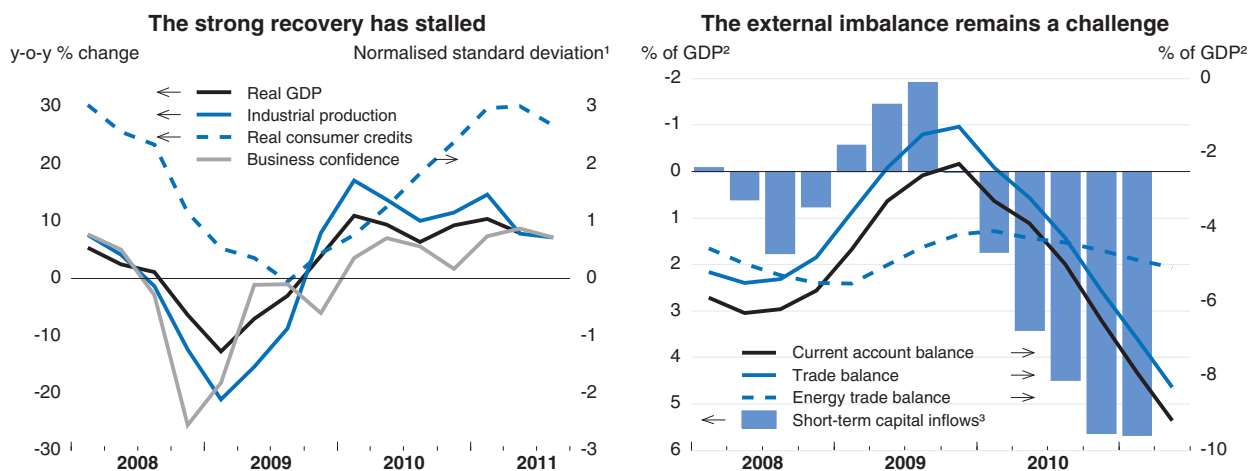 The strong recovery has stalled
y-o-y % change
Normalised standard deviation¹
30
20
10
0
-10
-20
-30
3
2
1
0
-1
-2
-3
Real GDP
Industrial production
Real consumer credits
Business confidence
2008
2009
2010
2011
The external imbalance remains a challenge
% of GDP²
% of GDP²
-2
-1
0
1
2
3
4
5
6
0
-2
-4
-6
-8
-10
Current account balance
Trade balance
Energy trade balance
Short-term capital inflows³
2008
2009
2010